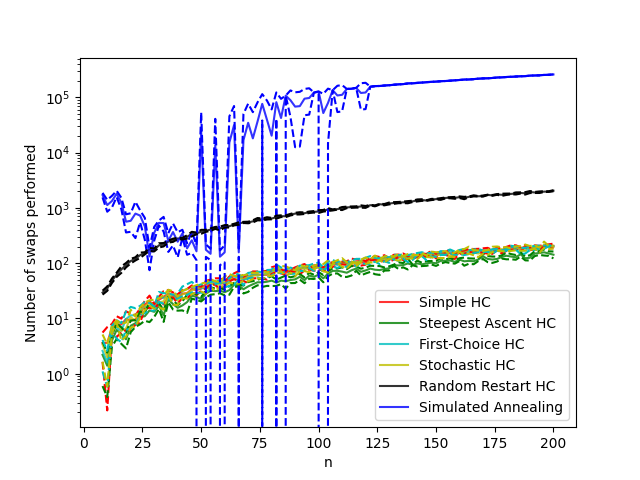 Number of swaps performed
10^5
10^4
10^3
10^2
10^1
10^0
0 25 50 75 100 125 150 175 200
n
Simple HC
Steepest Ascent HC
First-Choice HC
Stochastic HC
Random Restart HC
Simulated Annealing